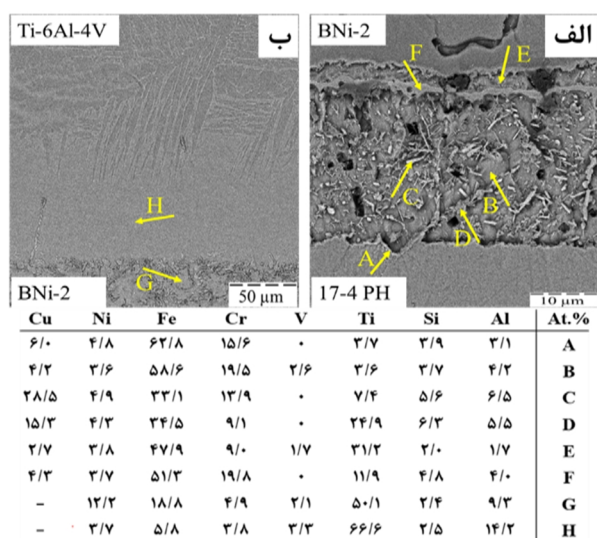 Ti-6Al-4V
ب
H
G
BNi-2
50 µm
BNi-2
الف
F
E
C
B
D
A
17-4 PH
10 µm
Cu Ni Fe Cr V Ti Si Al At.%
۶/۰ ۴/۸ ۶۲/۸ ۱۵/۶ ۰ ۳/۷ ۳/۹ ۳/۱ A
۴/۲ ۳/۶ ۵۸/۶ ۱۹/۵ ۲/۶ ۳/۶ ۳/۷ ۴/۲ B
۲۸/۵ ۴/۹ ۳۳/۱ ۱۳/۹ ۰ ۷/۴ ۵/۶ ۶/۵ C
۱۵/۳ ۴/۳ ۳۴/۵ ۹/۱ ۰ ۲۴/۹ ۶/۳ ۵/۵ D
۲/۷ ۳/۸ ۴۷/۹ ۹/۰ ۱/۷ ۳۱/۲ ۲/۰ ۱/۷ E
۴/۳ ۳/۷ ۵۱/۳ ۱۹/۸ ۰ ۱۱/۹ ۴/۸ ۴/۰ F
– ۱۲/۲ ۱۸/۸ ۴/۹ ۲/۱ ۵۰/۱ ۲/۴ ۹/۳ G
– ۳/۷ ۵/۸ ۳/۸ ۳/۳ ۶۶/۶ ۲/۵ ۱۴/۲ H